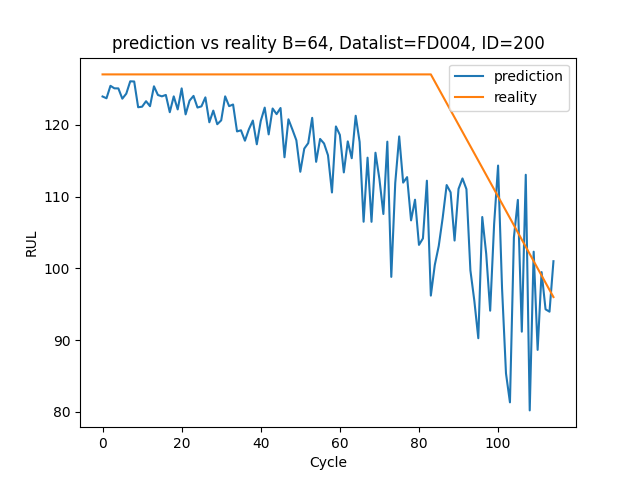 prediction vs reality B=64, Datalist=FD004, ID=200
prediction
reality
120
110
100
90
80
RUL
0 20 40 60 80 100
Cycle